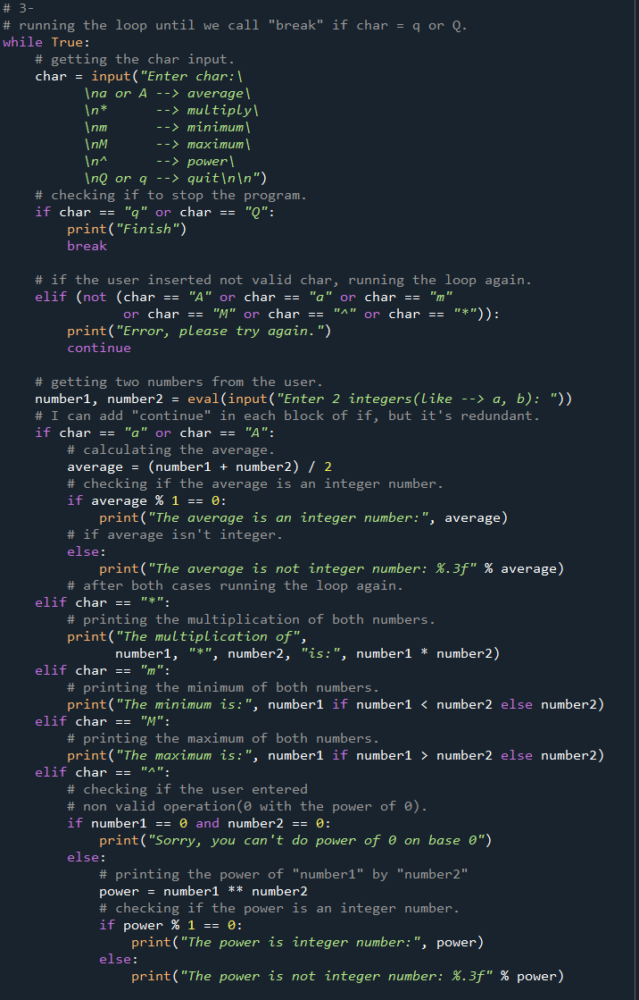 # 3-
# running the loop until we call "break" if char = q or Q.
while True:
    # getting the char input.
    char = input("Enter char:\
          \na or A --> average\
          \n*      --> multiply\
          \nm      --> minimum\
          \nM      --> maximum\
          \n^      --> power\
          \nQ or q --> quit\n\n")
    # checking if to stop the program.
    if char == "q" or char == "Q":
        print("Finish")
        break

    # if the user inserted not valid char, running the loop again.
    elif (not (char == "A" or char == "a" or char == "m"
               or char == "M" or char == "^" or char == "*")):
        print("Error, please try again.")
        continue

    # getting two numbers from the user.
    number1, number2 = eval(input("Enter 2 integers(like --> a, b): "))
    # I can add "continue" in each block of if, but it's redundant.
    if char == "a" or char == "A":
        # calculating the average.
        average = (number1 + number2) / 2
        # checking if the average is an integer number.
        if average % 1 == 0:
            print("The average is an integer number:", average)
        # if average isn't integer.
        else:
            print("The average is not integer number: %.3f" % average)
        # after both cases running the loop again.
    elif char == "*":
        # printing the multiplication of both numbers.
        print("The multiplication of",
              number1, "*", number2, "is:", number1 * number2)
    elif char == "m":
        # printing the minimum of both numbers.
        print("The minimum is:", number1 if number1 < number2 else number2)
    elif char == "M":
        # printing the maximum of both numbers.
        print("The maximum is:", number1 if number1 > number2 else number2)
    elif char == "^":
        # checking if the user entered
        # non valid operation(0 with the power of 0).
        if number1 == 0 and number2 == 0:
            print("Sorry, you can't do power of 0 on base 0")
        else:
            # printing the power of "number1" by "number2"
            power = number1 ** number2
            # checking if the power is an integer number.
            if power % 1 == 0:
                print("The power is integer number:", power)
            else:
                print("The power is not integer number: %.3f" % power)